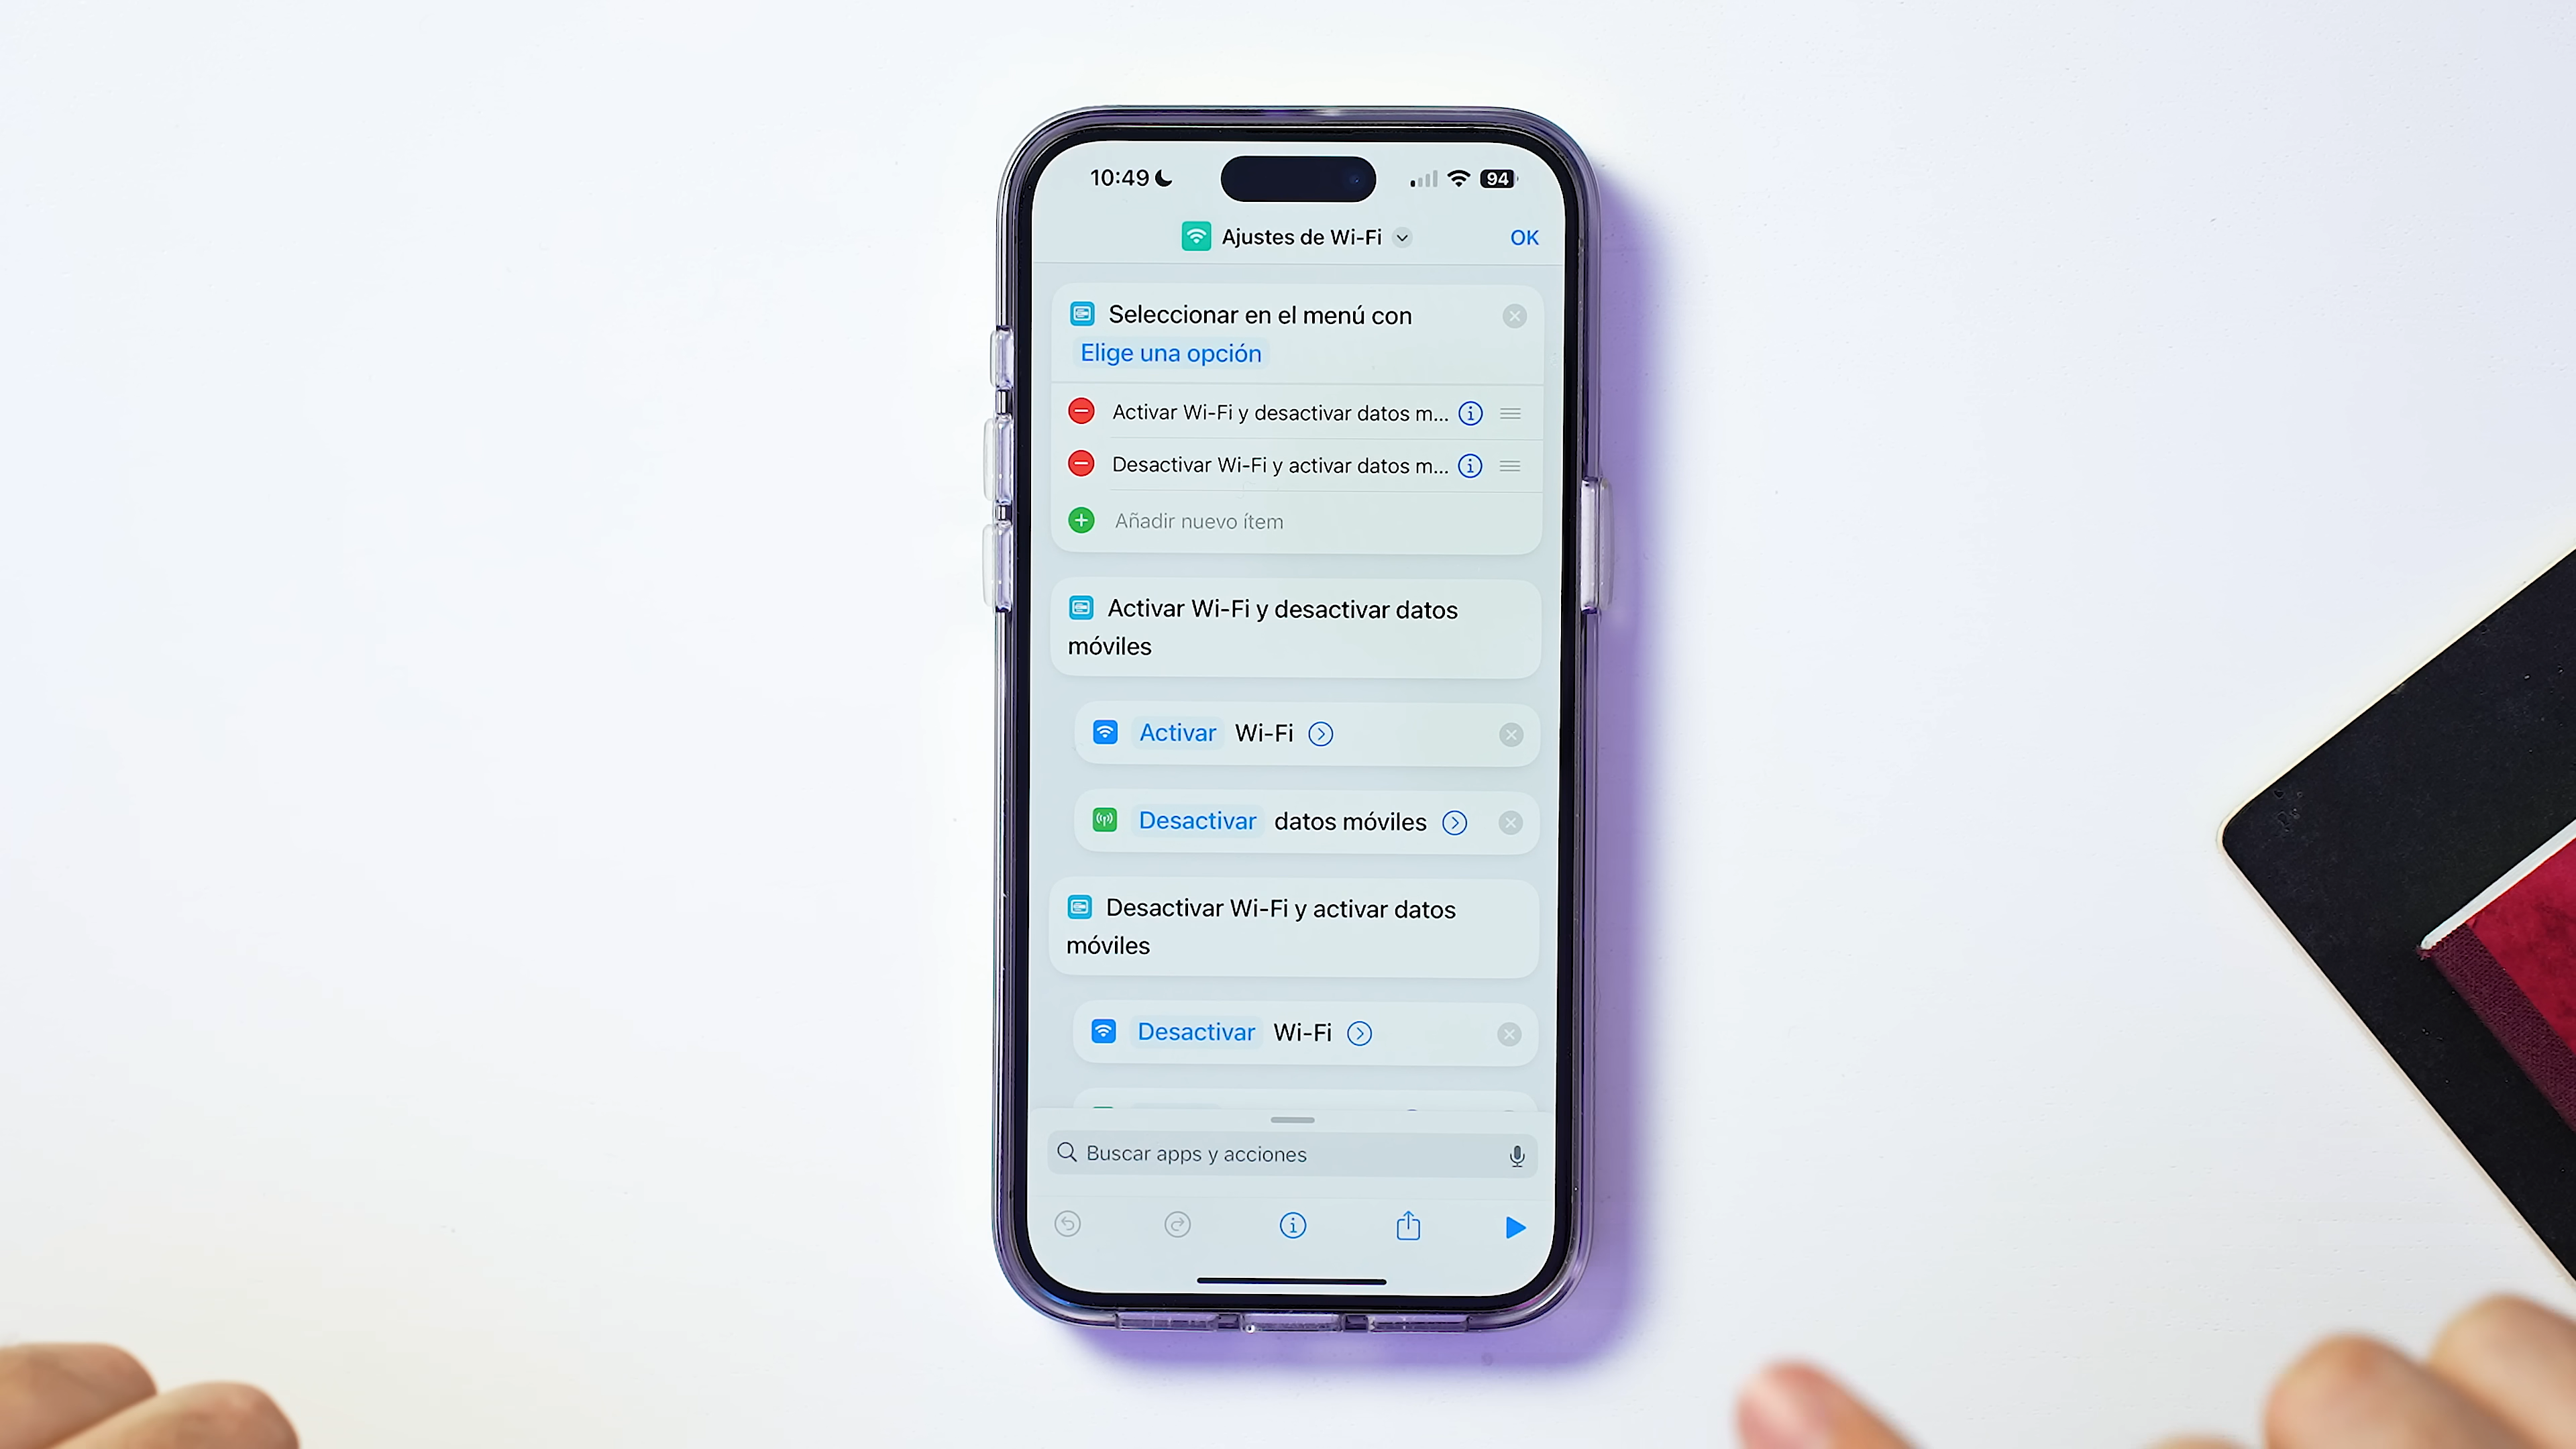 10:49
94
Ajustes de Wi-Fi
OK
Seleccionar en el menú con
Elige una opción
Activar Wi-Fi y desactivar datos m...
Desactivar Wi-Fi y activar datos m...
Añadir nuevo ítem
Activar Wi-Fi y desactivar datos
móviles
Activar Wi-Fi
Desactivar datos móviles
Desactivar Wi-Fi y activar datos
móviles
Desactivar Wi-Fi
Buscar apps y acciones